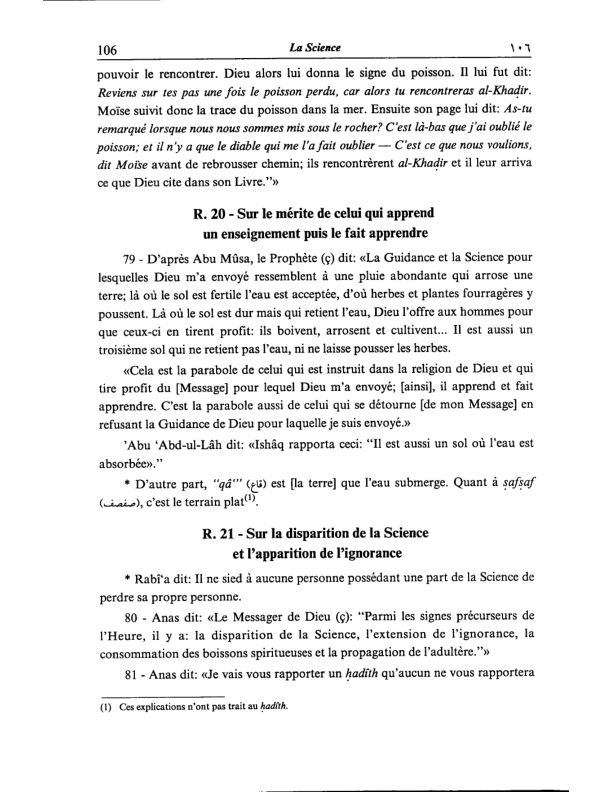 106 La Science ١٠٦
pouvoir le rencontrer. Dieu alors lui donna le signe du poisson. Il lui fut dit:
Reviens sur tes pas une fois le poisson perdu, car alors tu rencontreras al-Khaḍir.
Moïse suivit donc la trace du poisson dans la mer. Ensuite son page lui dit: As-tu
remarqué lorsque nous nous sommes mis sous le rocher? C'est là-bas que j'ai oublié le
poisson; et il n'y a que le diable qui me l'a fait oublier — C'est ce que nous voulions,
dit Moïse avant de rebrousser chemin; ils rencontrèrent al-Khaḍir et il leur arriva
ce que Dieu cite dans son Livre."»
R. 20 - Sur le mérite de celui qui apprend
un enseignement puis le fait apprendre
79 - D'après Abu Mûsa, le Prophète (ç) dit: «La Guidance et la Science pour
lesquelles Dieu m'a envoyé ressemblent à une pluie abondante qui arrose une
terre; là où le sol est fertile l'eau est acceptée, d'où herbes et plantes fourragères y
poussent. Là où le sol est dur mais qui retient l'eau, Dieu l'offre aux hommes pour
que ceux-ci en tirent profit: ils boivent, arrosent et cultivent... Il est aussi un
troisième sol qui ne retient pas l'eau, ni ne laisse pousser les herbes.
«Cela est la parabole de celui qui est instruit dans la religion de Dieu et qui
tire profit du [Message] pour lequel Dieu m'a envoyé; [ainsi], il apprend et fait
apprendre. C'est la parabole aussi de celui qui se détourne [de mon Message] en
refusant la Guidance de Dieu pour laquelle je suis envoyé.»
'Abu 'Abd-ul-Lâh dit: «Ishâq rapporta ceci: "Il est aussi un sol où l'eau est
absorbée»."
* D'autre part, "qâ'" (قاع) est [la terre] que l'eau submerge. Quant à ṣafṣaf
(صفصف), c'est le terrain plat(1).
R. 21 - Sur la disparition de la Science
et l'apparition de l'ignorance
* Rabî'a dit: Il ne sied à aucune personne possédant une part de la Science de
perdre sa propre personne.
80 - Anas dit: «Le Messager de Dieu (ç): "Parmi les signes précurseurs de
l'Heure, il y a: la disparition de la Science, l'extension de l'ignorance, la
consommation des boissons spiritueuses et la propagation de l'adultère."»
81 - Anas dit: «Je vais vous rapporter un ḥadîth qu'aucun ne vous rapportera
(1) Ces explications n'ont pas trait au ḥadîth.